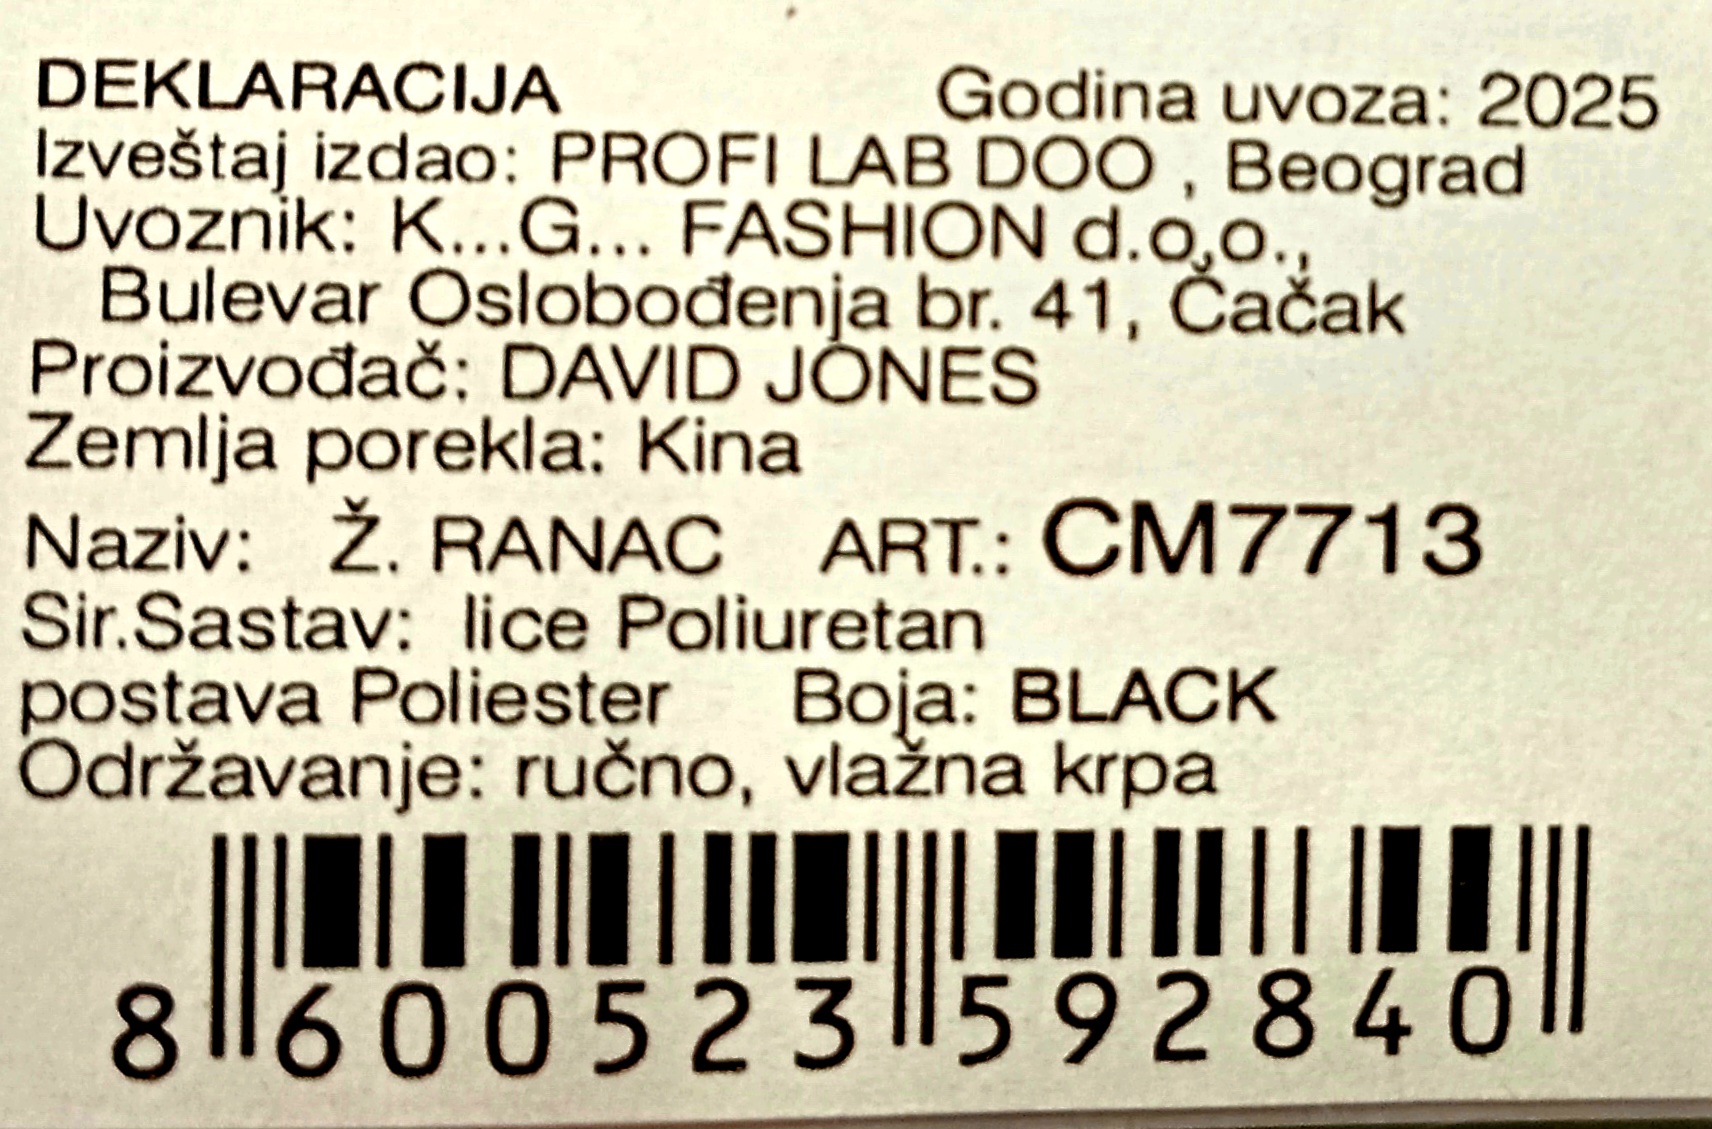 DEKLARACIJA Godina uvoza: 2025
Izveštaj izdao: PROFI LAB DOO , Beograd
Uvoznik: K...G... FASHION d.o.o.,
Bulevar Oslobođenja br. 41, Čačak
Proizvođač: DAVID JONES
Zemlja porekla: Kina
Naziv: Ž. RANAC ART.: CM7713
Sir.Sastav: lice Poliuretan
postava Poliester Boja: BLACK
Održavanje: ručno, vlažna krpa
8 600523 592840